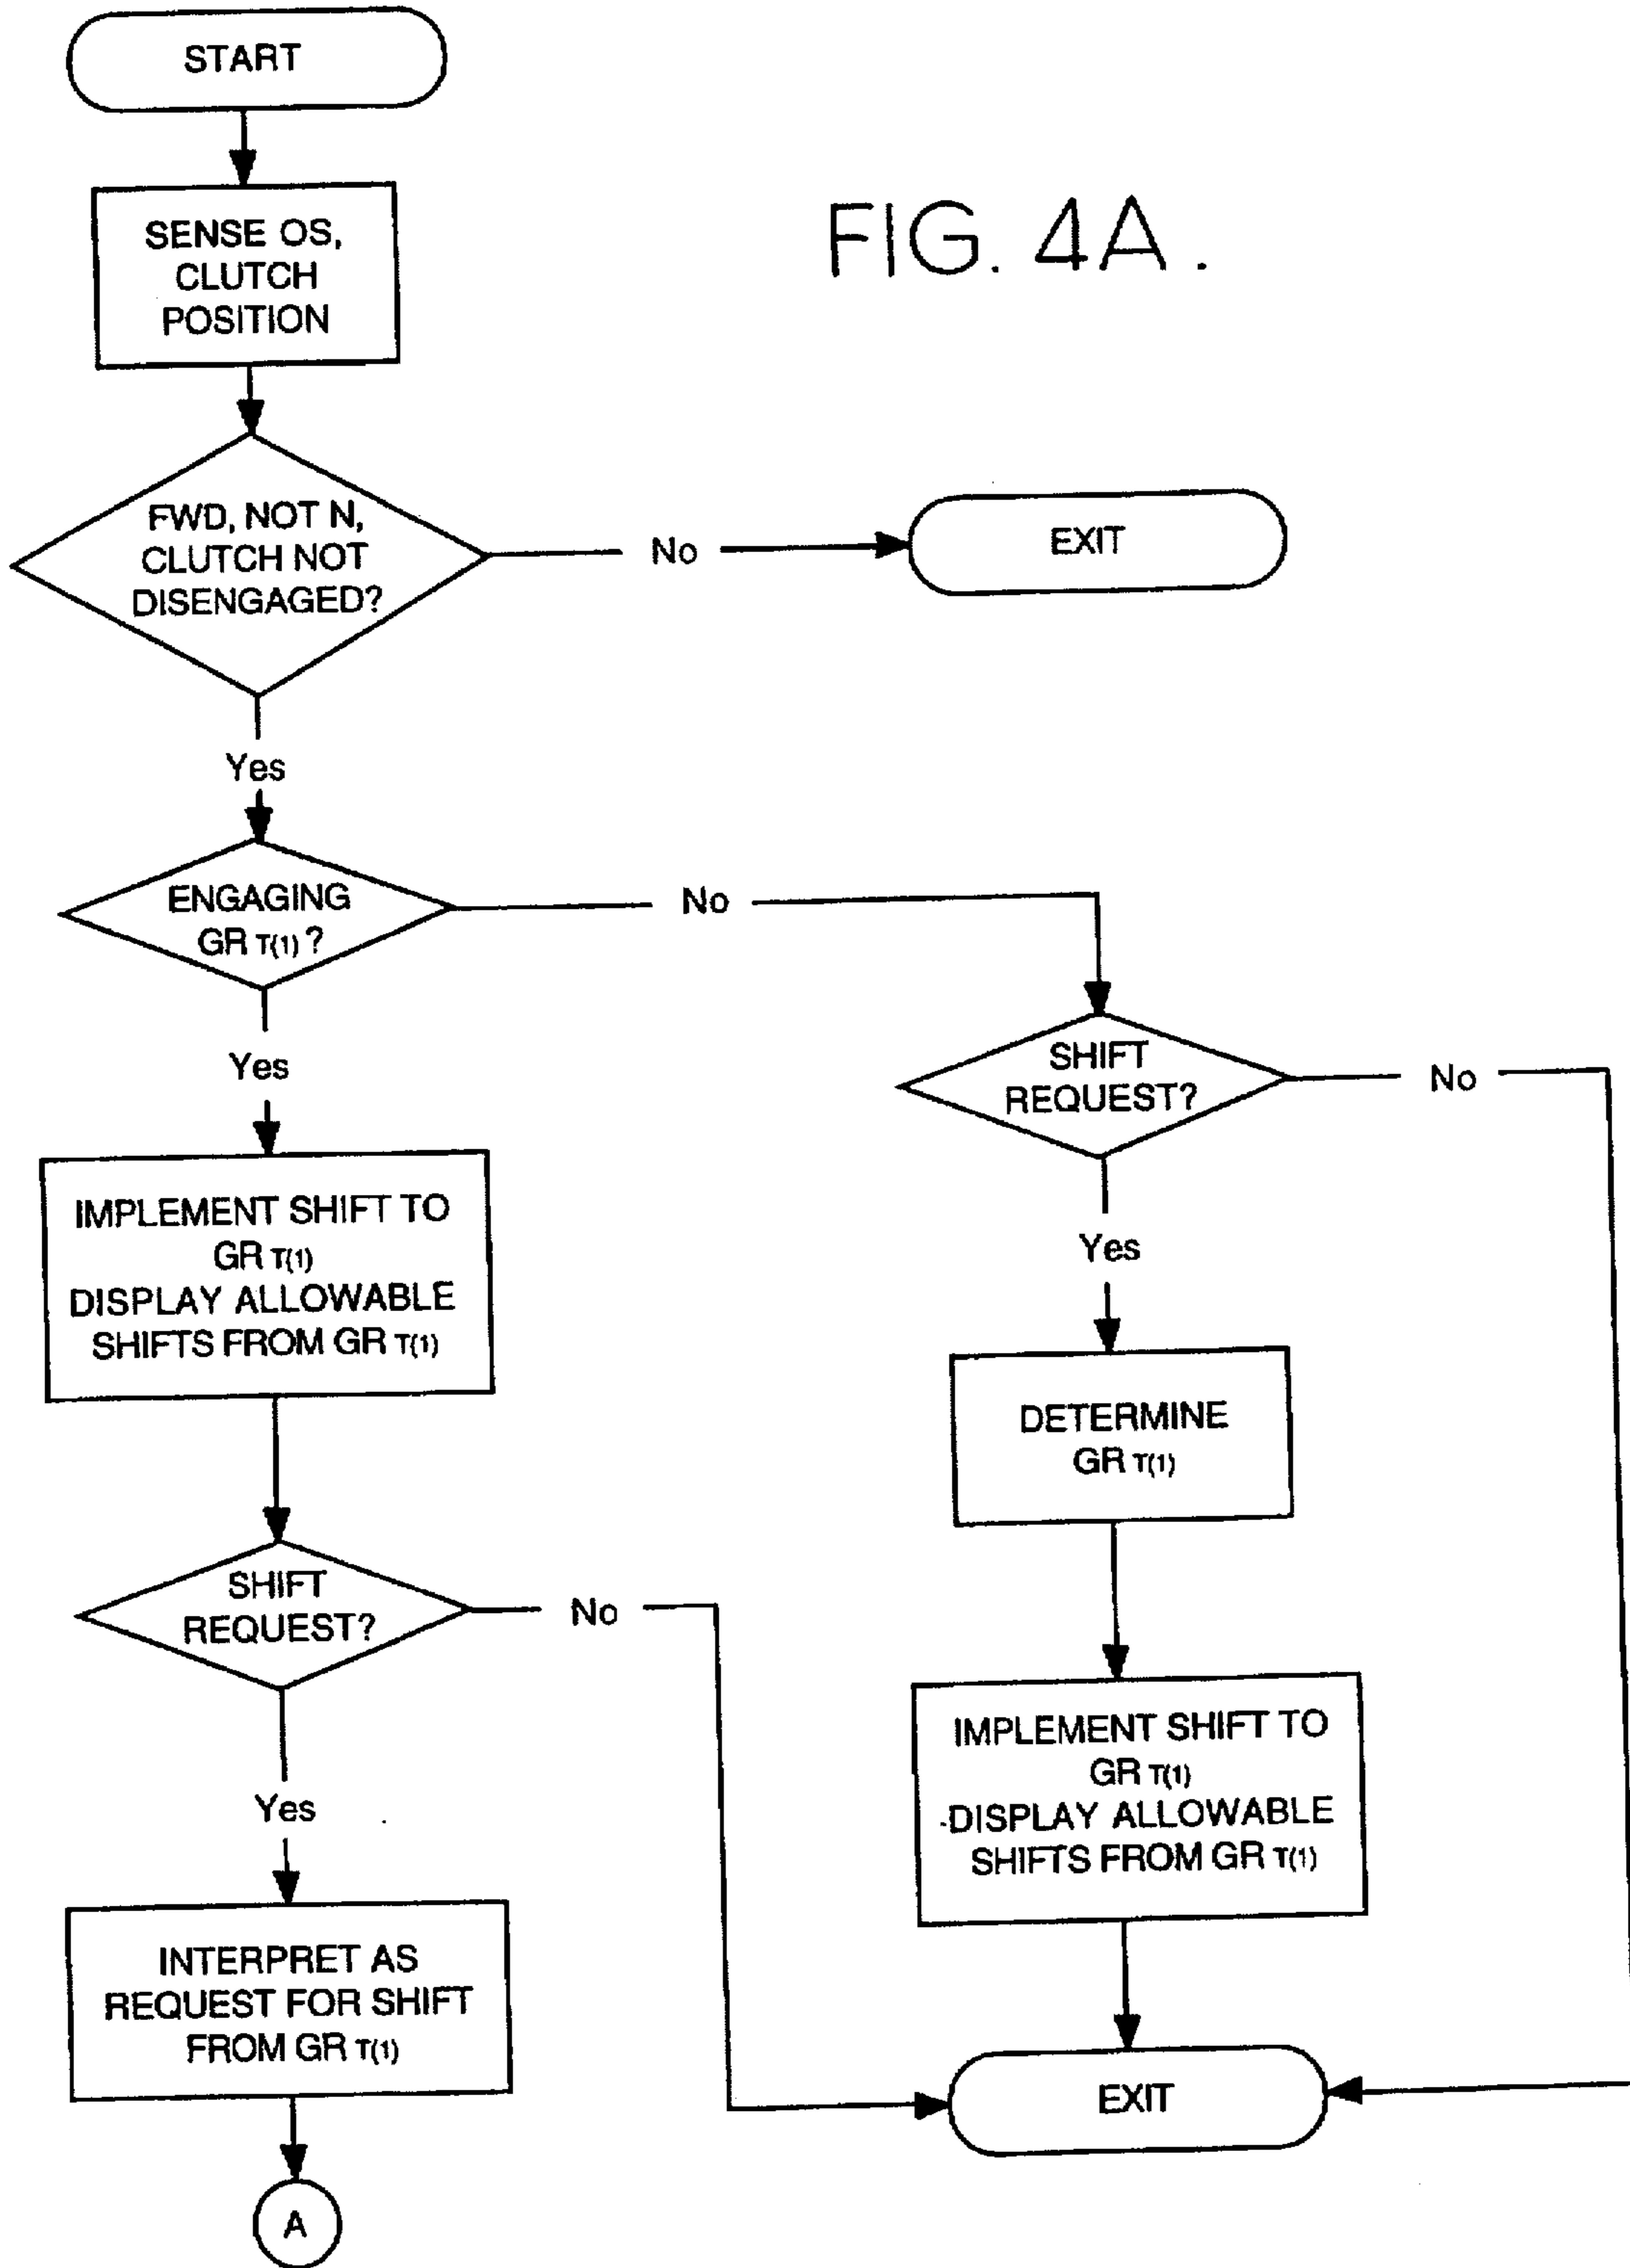 START
FIG. 4A.
SENSE OS,
CLUTCH
POSITION
FWD, NOT N,
CLUTCH NOT
DISENGAGED?
No
EXIT
Yes
ENGAGING
GR T(1) ?
No
Yes
SHIFT
REQUEST?
No
Yes
IMPLEMENT SHIFT TO
GR T(1)
DISPLAY ALLOWABLE
SHIFTS FROM GR T(1)
DETERMINE
GR T(1)
SHIFT
REQUEST?
No
Yes
IMPLEMENT SHIFT TO
GR T(1)
DISPLAY ALLOWABLE
SHIFTS FROM GR T(1)
INTERPRET AS
REQUEST FOR SHIFT
FROM GR T(1)
EXIT
A